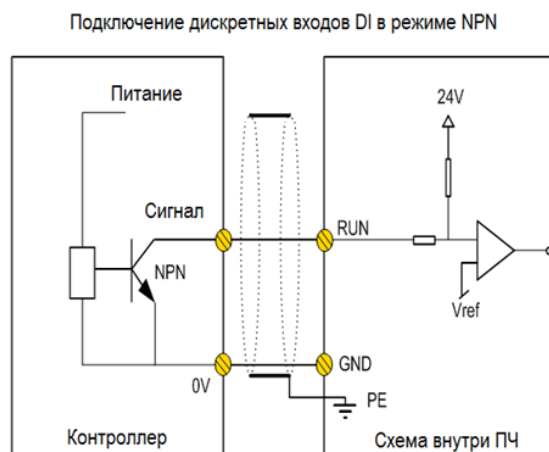 Подключение дискретных входов DI в режиме NPN
Питание
24V
Сигнал
RUN
NPN
Vref
0V
GND
PE
Контроллер
Схема внутри ПЧ